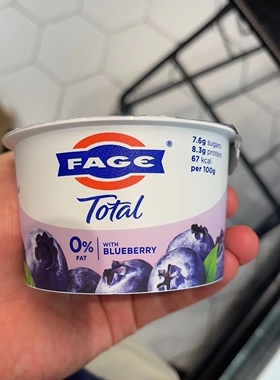 FAGE
®
Total
7.6g sugars
8.3g protein
67 kcal
per 100g
0%
FAT
WITH
BLUEBERRY